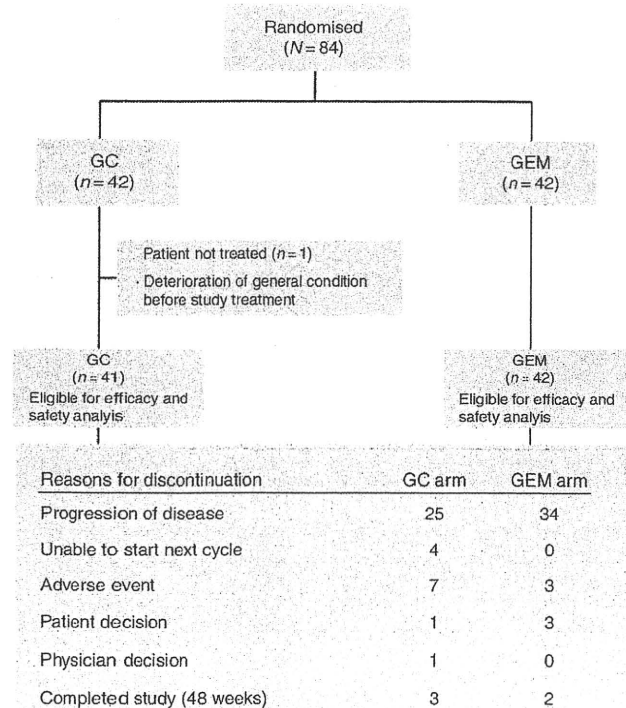 Randomised
(N=84)
GC
(n=42)
GEM
(n=42)
Patient not treated (n=1)
· Deterioration of general condition
before study treatment
GC
(n=41)
Eligible for efficacy and
safety analyis
GEM
(n=42)
Eligible for efficacy and
safety analyis
Reasons for discontinuation GC arm GEM arm
Progression of disease 25 34
Unable to start next cycle 4 0
Adverse event 7 3
Patient decision 1 3
Physician decision 1 0
Completed study (48 weeks) 3 2